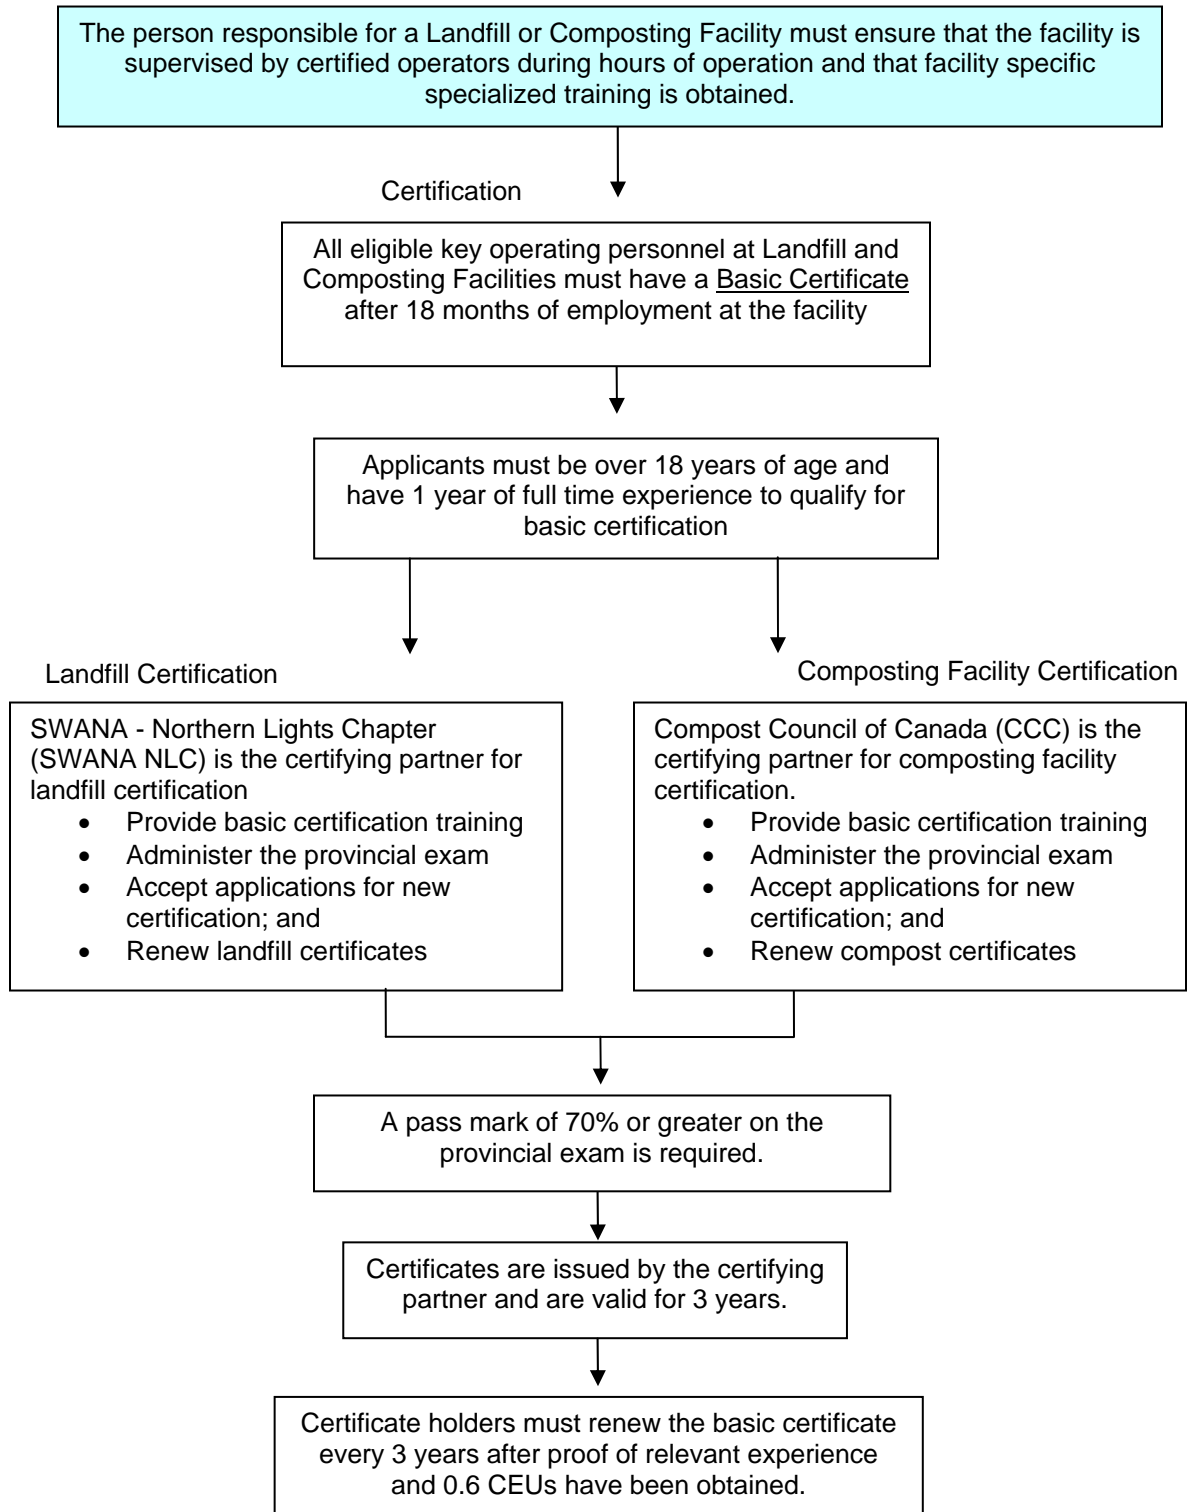 The person responsible for a Landfill or Composting Facility must ensure that the facility is
supervised by certified operators during hours of operation and that facility specific
specialized training is obtained.
Certification
All eligible key operating personnel at Landfill and
Composting Facilities must have a Basic Certificate
after 18 months of employment at the facility
Applicants must be over 18 years of age and
have 1 year of full time experience to qualify for
basic certification
Landfill Certification
SWANA - Northern Lights Chapter
(SWANA NLC) is the certifying partner for
landfill certification
• Provide basic certification training
• Administer the provincial exam
• Accept applications for new
certification; and
• Renew landfill certificates
Composting Facility Certification
Compost Council of Canada (CCC) is the
certifying partner for composting facility
certification.
• Provide basic certification training
• Administer the provincial exam
• Accept applications for new
certification; and
• Renew compost certificates
A pass mark of 70% or greater on the
provincial exam is required.
Certificates are issued by the certifying
partner and are valid for 3 years.
Certificate holders must renew the basic certificate
every 3 years after proof of relevant experience
and 0.6 CEUs have been obtained.